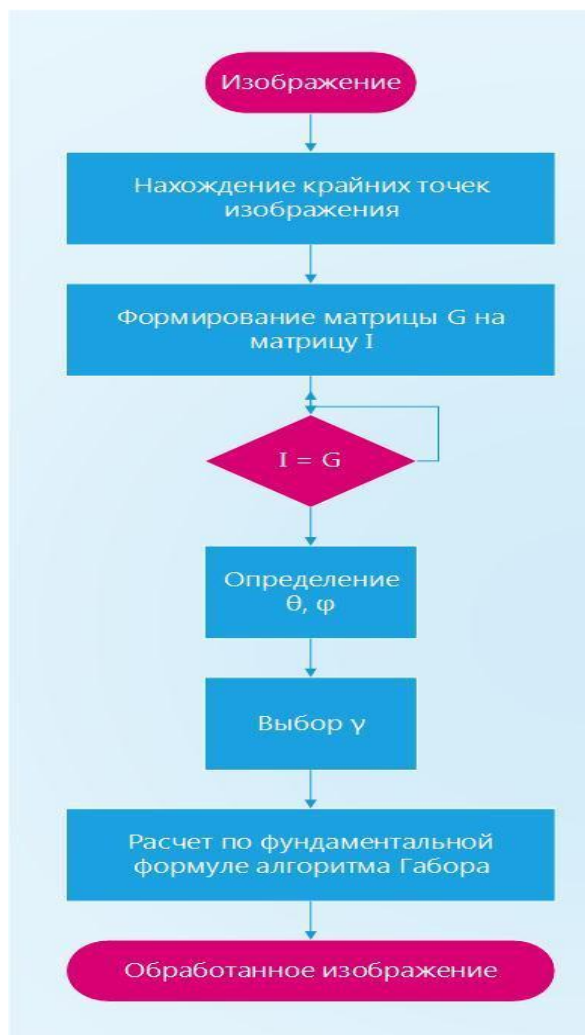 Изображение
Нахождение крайних точек
изображения
Формирование матрицы G на
матрицу I
I = G
Определение
θ, φ
Выбор γ
Расчет по фундаментальной
формуле алгоритма Габора
Обработанное изображение